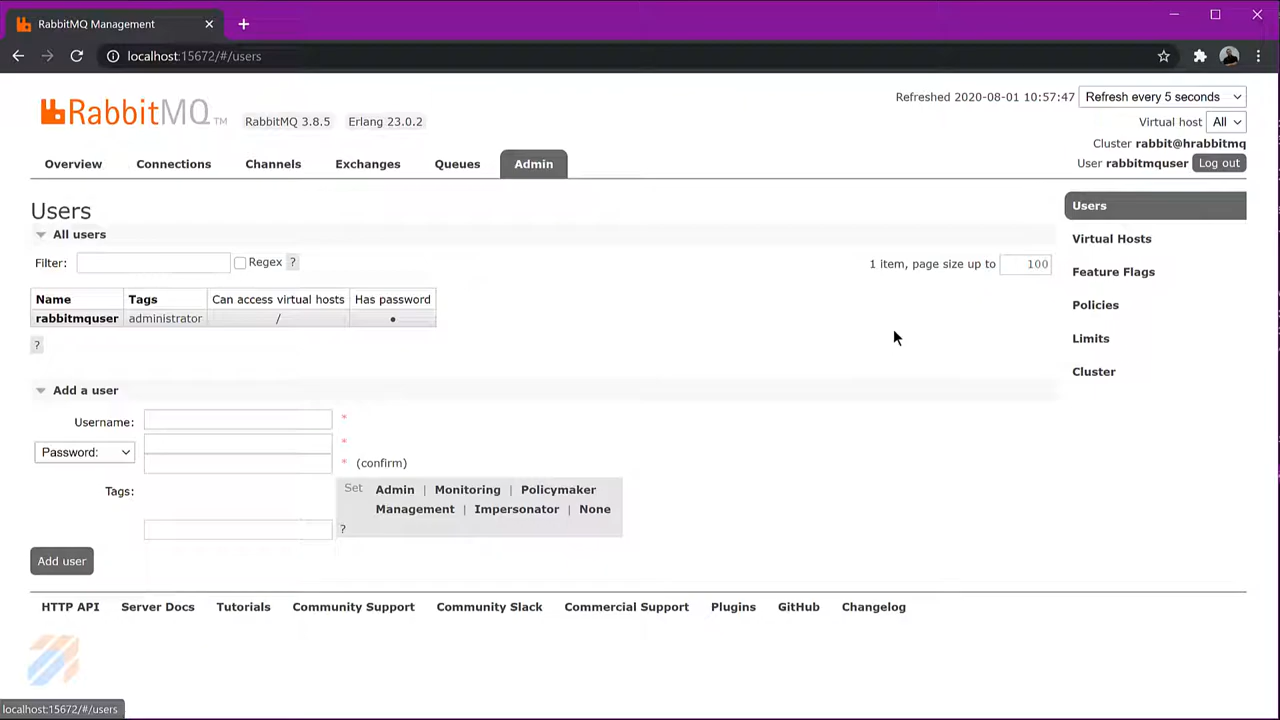 RabbitMQ Management
localhost:15672/#/users
RabbitMQ TM
RabbitMQ 3.8.5 Erlang 23.0.2
Refreshed 2020-08-01 10:57:47 Refresh every 5 seconds
Virtual host All
Cluster rabbit@hrabbitmq
User rabbitmquser Log out
Overview Connections Channels Exchanges Queues Admin
Users
All users
Filter: Regex ?
1 item, page size up to 100
Name Tags Can access virtual hosts Has password
rabbitmquser administrator / •
?
Add a user
Username: *
Password: *
* (confirm)
Tags:
Set Admin | Monitoring | Policymaker
Management | Impersonator | None
?
Add user
Users
Virtual Hosts
Feature Flags
Policies
Limits
Cluster
HTTP API Server Docs Tutorials Community Support Community Slack Commercial Support Plugins GitHub Changelog
localhost:15672/#/users